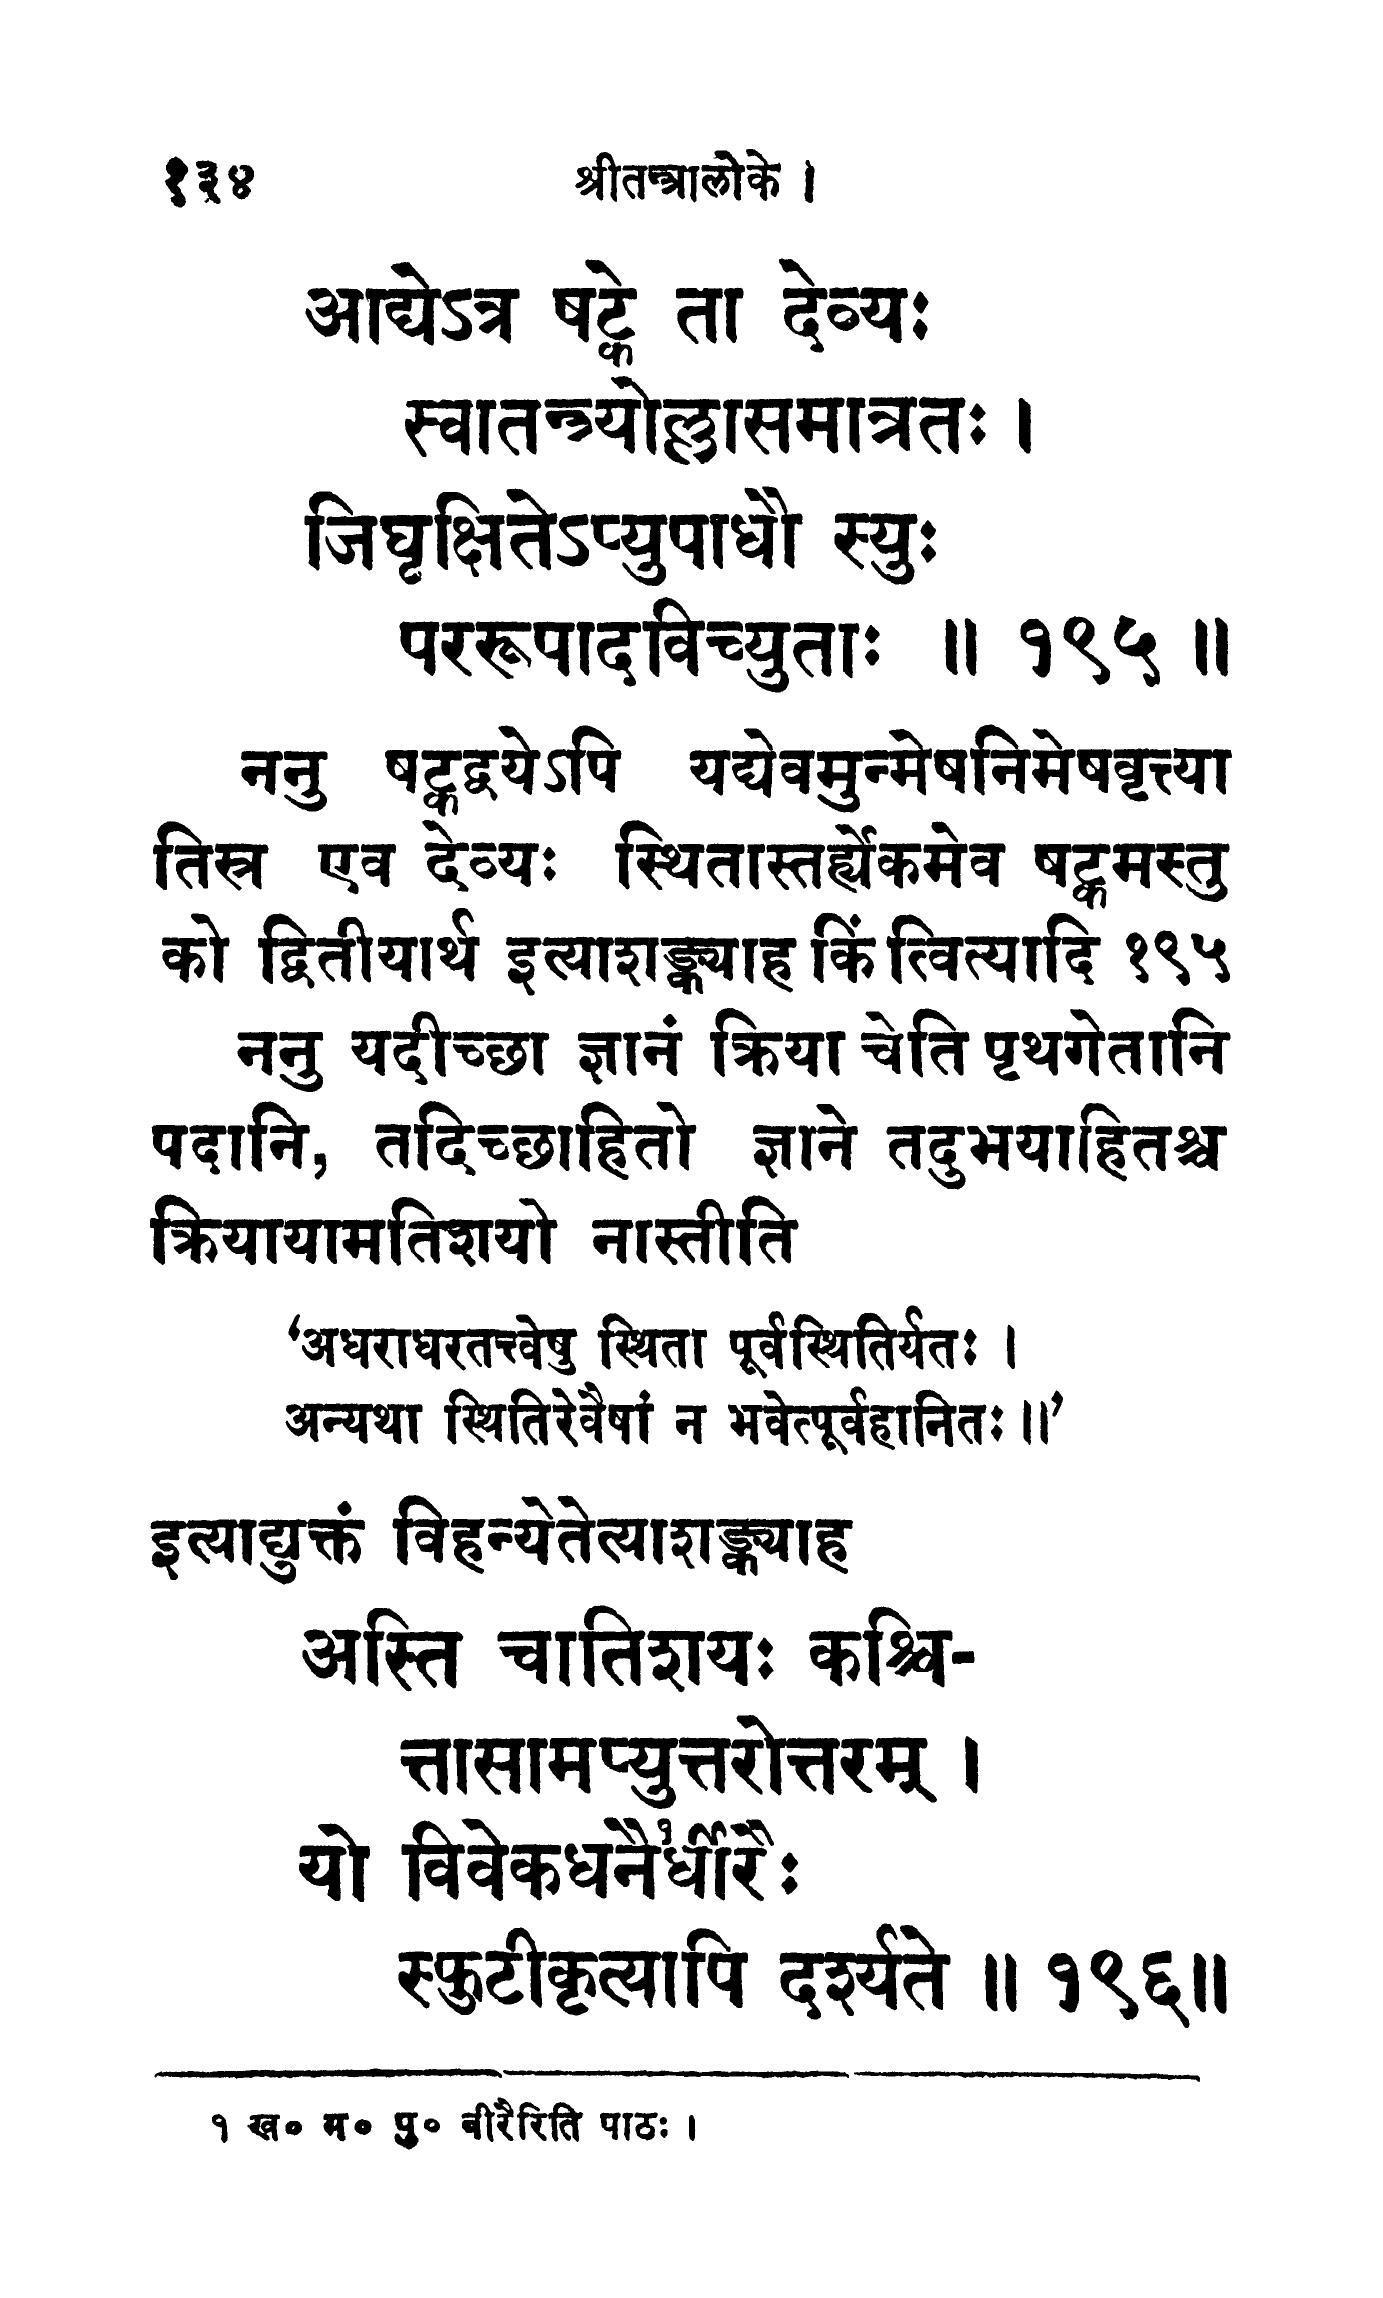 १३४ श्रीतन्त्रालोके ।
आद्येऽत्र षट्के ता देव्यः
स्वातन्त्र्योल्लासमात्रतः ।
जिघृक्षितेऽप्युपाधौ स्युः
पररूपादविच्युताः ॥ १९५ ॥
ननु षट्कद्वयेऽपि यद्येवमुन्मेषनिमेषवृत्त्या
तिस्र एव देव्यः स्थितास्तर्ह्येकमेव षट्कमस्तु
को द्वितीयार्थ इत्याशङ्क्याह किं त्वित्यादि १९५
ननु यदीच्छा ज्ञानं क्रिया चेति पृथगेतानि
पदानि, तदिच्छाहितो ज्ञाने तदुभयाहितश्च
क्रियायामतिशयो नास्तीति
‘अधराधरतत्त्वेषु स्थिता पूर्वस्थितिर्यतः ।
अन्यथा स्थितिरेवैषां न भवेत्पूर्वहानितः ॥’
इत्याद्युक्तं विहन्येतेत्याशङ्क्याह
अस्ति चातिशयः कश्चि-
त्तासामप्युत्तरोत्तरम् ।
यो विवेकधनै१र्धीरैः
स्फुटीकृत्यापि दर्श्यते ॥ १९६॥
१ ख० म० पु० वीरैरिति पाठः ।